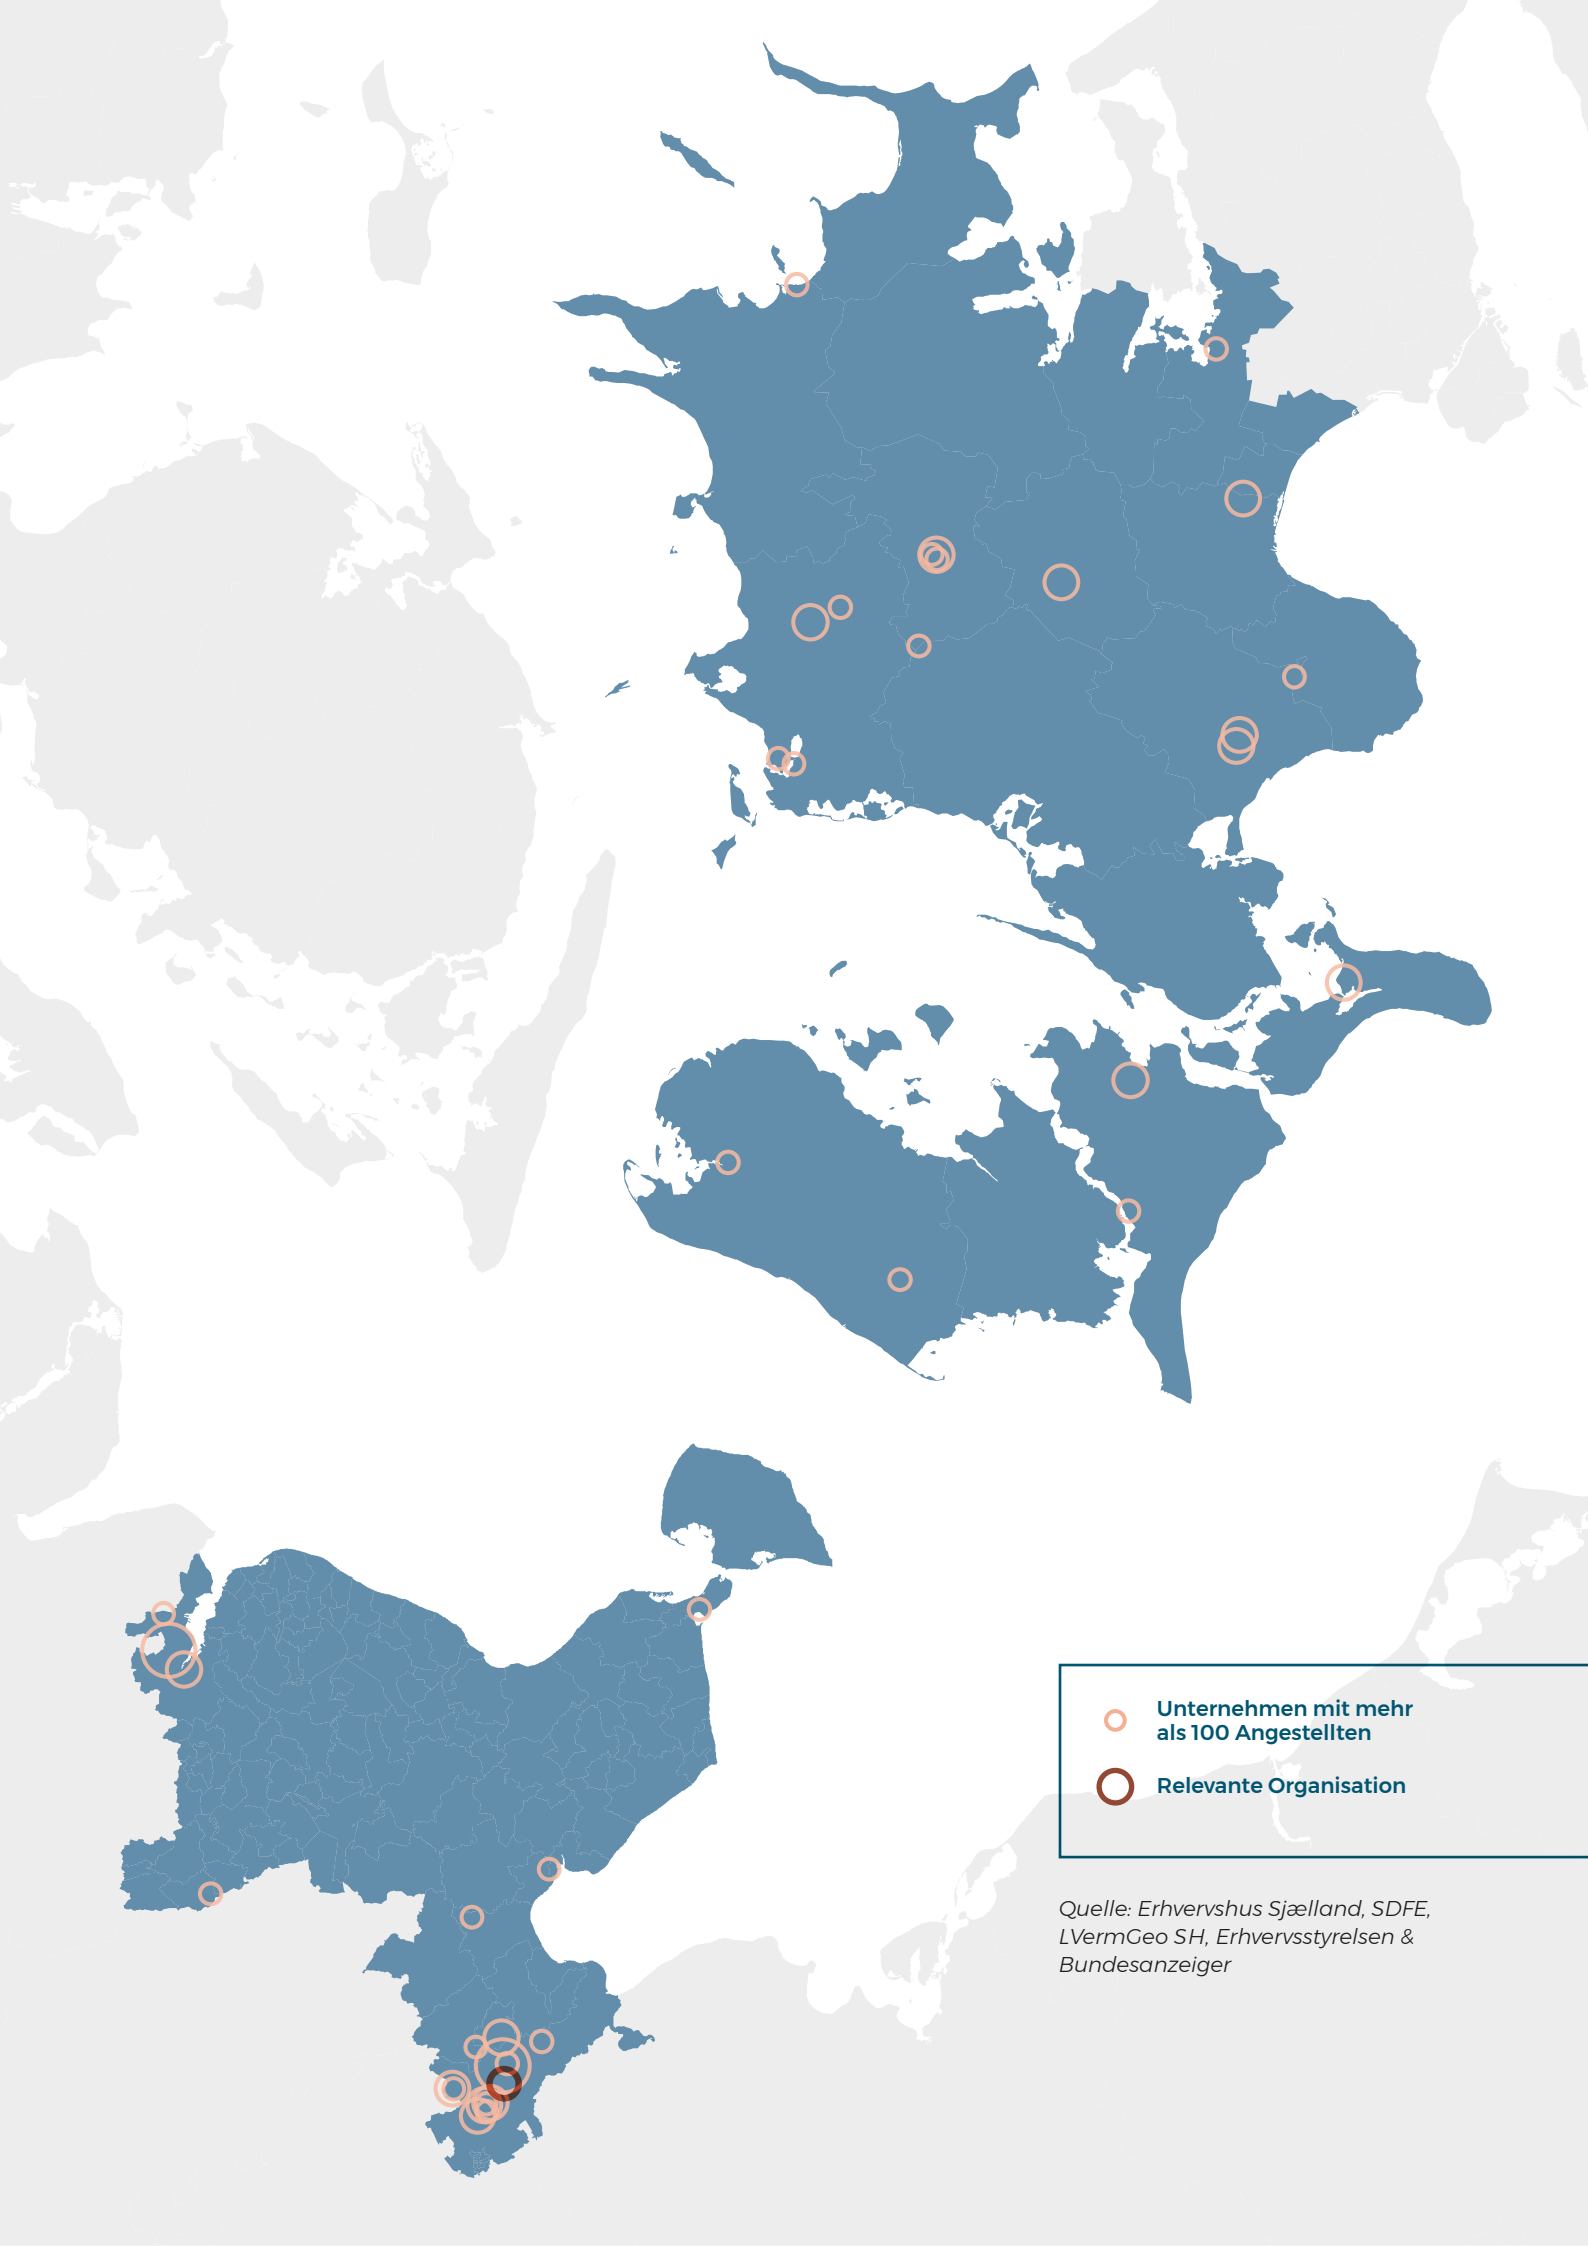 Unternehmen mit mehr
als 100 Angestellten
Relevante Organisation
Quelle: Erhvervshus Sjælland, SDFE,
LVermGeo SH, Erhvervsstyrelsen &
Bundesanzeiger